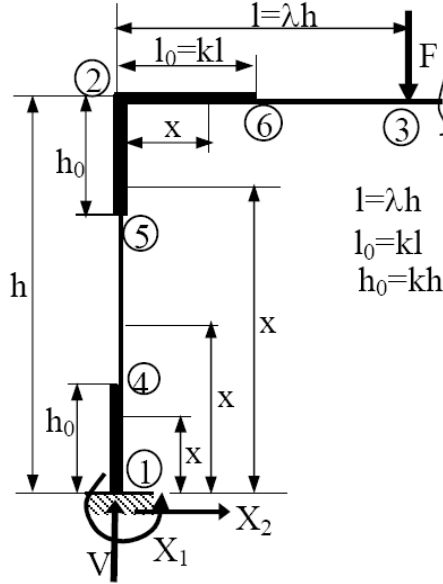 l=λh
② l₀=kl F
x ⑥ ③
h₀
l=λh
⑤ l₀=kl
h₀=kh
h x
④ x
h₀ x
①
X₂
V X₁